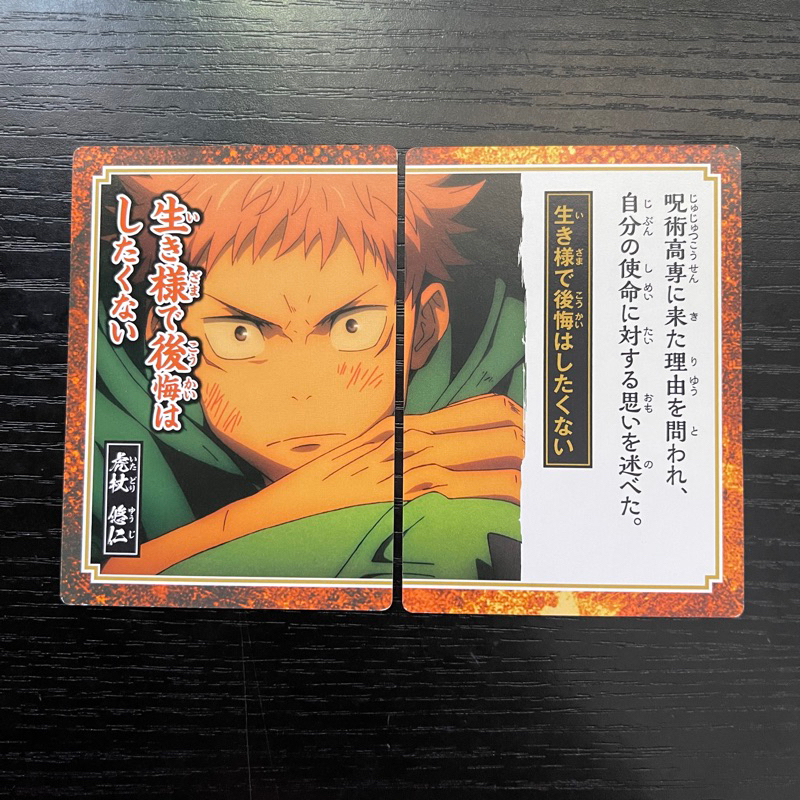 生き様で後悔は
したくない
虎杖 悠仁
呪術高専に来た理由を問われ、
自分の使命に対する思いを述べた。
生き様で後悔はしたくない